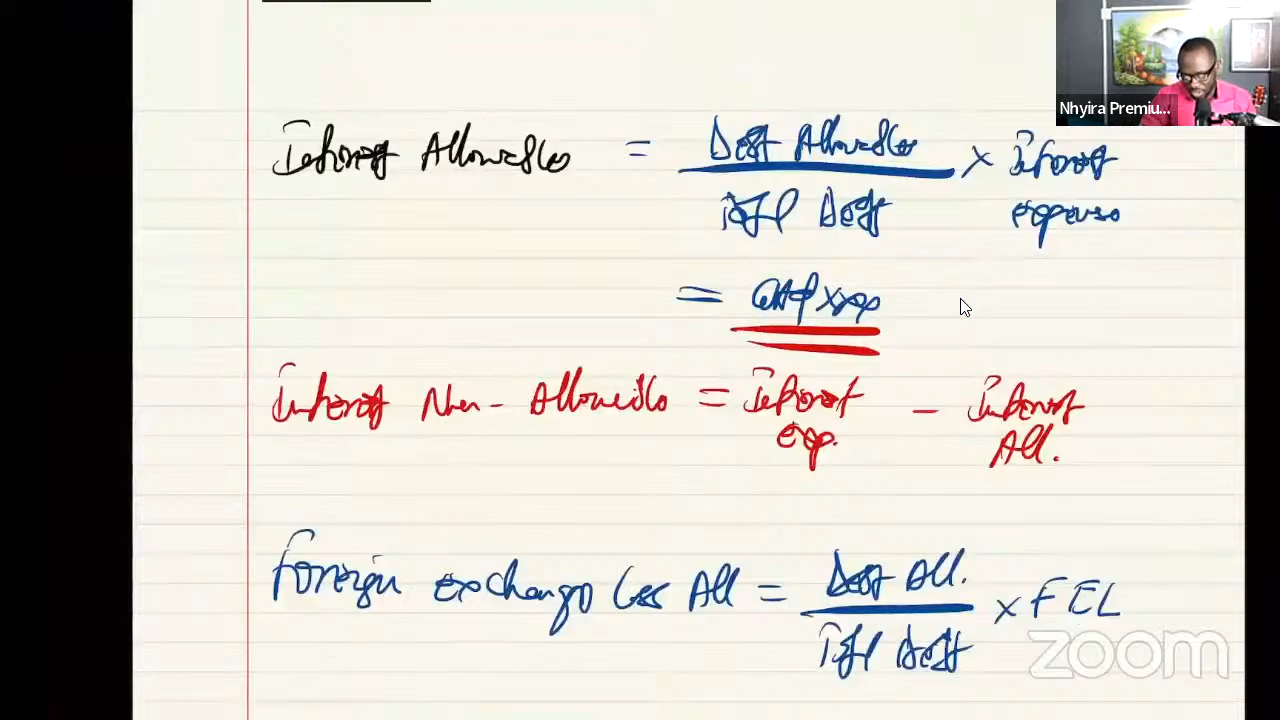 Nhyira Premiu...
Interest Allowable = Debt Allowable / Total Debt × Interest expense
= GH¢ xxx
Interest Non-Allowable = Interest exp. - Interest All.
Foreign exchange loss All = Debt All. / Total Debt × FEL
zoom